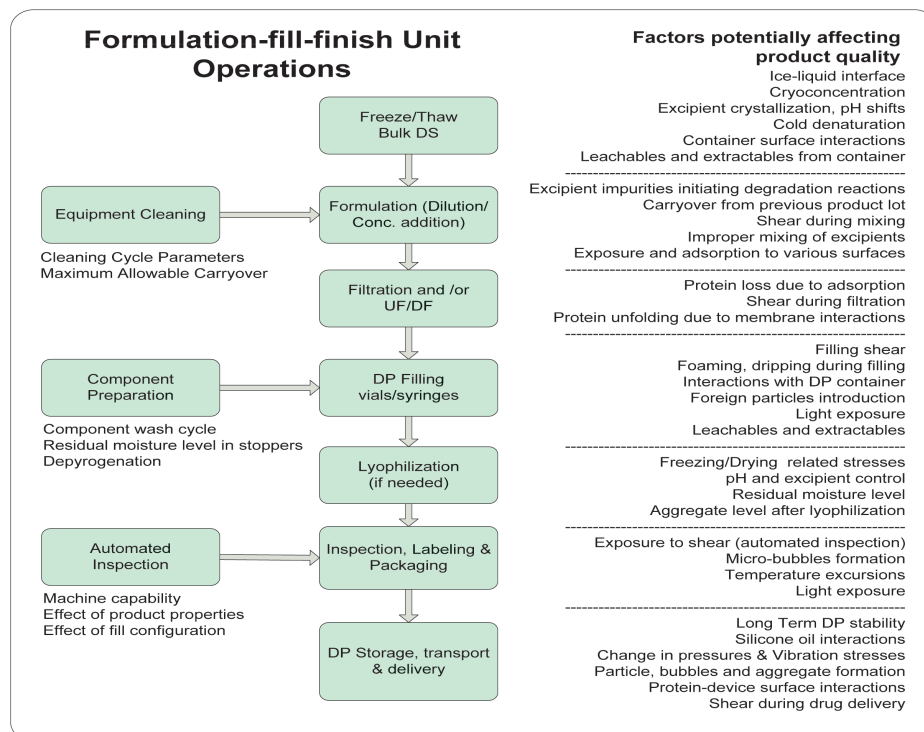 Formulation-fill-finish Unit
Operations
Freeze/Thaw
Bulk DS
Equipment Cleaning
Formulation (Dilution/
Conc. addition)
Cleaning Cycle Parameters
Maximum Allowable Carryover
Filtration and /or
UF/DF
Component
Preparation
DP Filling
vials/syringes
Component wash cycle
Residual moisture level in stoppers
Depyrogenation
Lyophilization
(if needed)
Automated
Inspection
Inspection, Labeling &
Packaging
Machine capability
Effect of product properties
Effect of fill configuration
DP Storage, transport
& delivery
Factors potentially affecting
product quality
Ice-liquid interface
Cryoconcentration
Excipient crystallization, pH shifts
Cold denaturation
Container surface interactions
Leachables and extractables from container
Excipient impurities initiating degradation reactions
Carryover from previous product lot
Shear during mixing
Improper mixing of excipients
Exposure and adsorption to various surfaces
Protein loss due to adsorption
Shear during filtration
Protein unfolding due to membrane interactions
Filling shear
Foaming, dripping during filling
Interactions with DP container
Foreign particles introduction
Light exposure
Leachables and extractables
Freezing/Drying related stresses
pH and excipient control
Residual moisture level
Aggregate level after lyophilization
Exposure to shear (automated inspection)
Micro-bubbles formation
Temperature excursions
Light exposure
Long Term DP stability
Silicone oil interactions
Change in pressures & Vibration stresses
Particle, bubbles and aggregate formation
Protein-device surface interactions
Shear during drug delivery